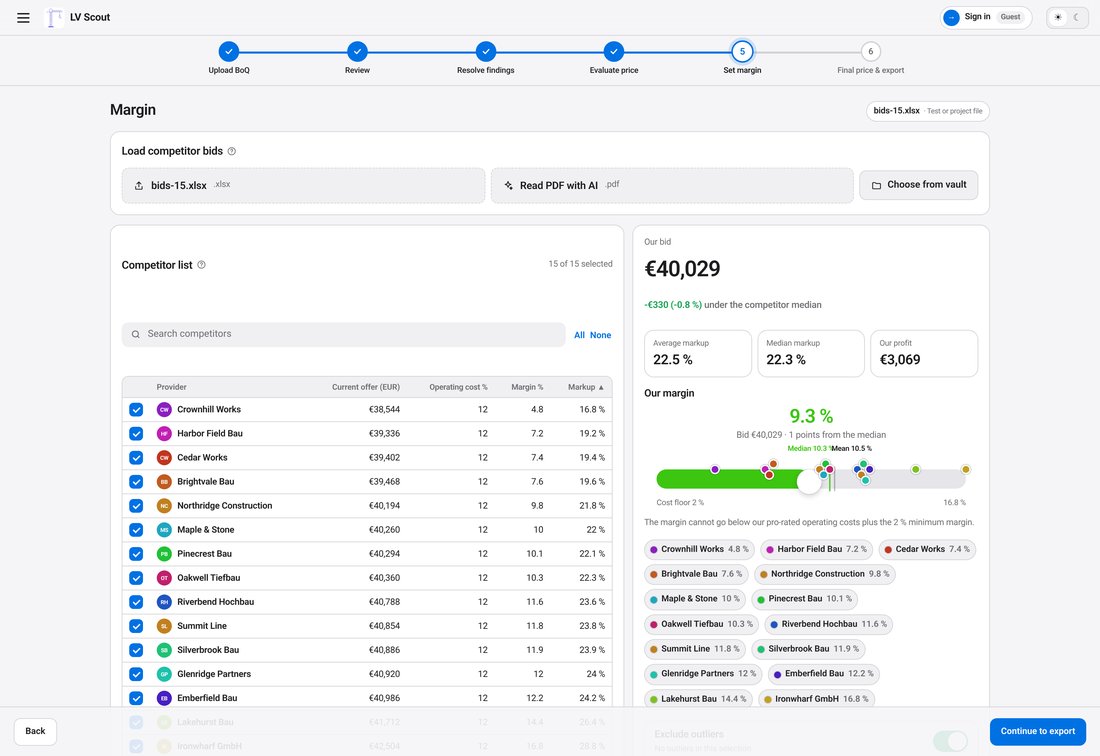 LV Scout
Sign in Guest
5 6
Upload BoQ Review Resolve findings Evaluate price Set margin Final price & export
Margin
bids-15.xlsx · Test or project file
Load competitor bids
bids-15.xlsx .xlsx
Read PDF with AI .pdf
Choose from vault
Competitor list
15 of 15 selected
Search competitors
All None
Provider Current offer (EUR) Operating cost % Margin % Markup ▲
CW Crownhill Works €38,544 12 4.8 16.8 %
HF Harbor Field Bau €39,336 12 7.2 19.2 %
CW Cedar Works €39,402 12 7.4 19.4 %
BB Brightvale Bau €39,468 12 7.6 19.6 %
NC Northridge Construction €40,194 12 9.8 21.8 %
MS Maple & Stone €40,260 12 10 22 %
PB Pinecrest Bau €40,294 12 10.1 22.1 %
OT Oakwell Tiefbau €40,360 12 10.3 22.3 %
RH Riverbend Hochbau €40,788 12 11.6 23.6 %
SL Summit Line €40,854 12 11.8 23.8 %
SB Silverbrook Bau €40,886 12 11.9 23.9 %
GP Glenridge Partners €40,920 12 12 24 %
EB Emberfield Bau €40,986 12 12.2 24.2 %
Lakehurst Bau €41,712 12 14.4 26.4 %
Ironwharf GmbH €42,504 12 16.8 28.8 %
Our bid
€40,029
-€330 (-0.8 %) under the competitor median
Average markup
22.5 %
Median markup
22.3 %
Our profit
€3,069
Our margin
9.3 %
Bid €40,029 · 1 points from the median
Median 10.3 % Mean 10.5 %
Cost floor 2 % 16.8 %
The margin cannot go below our pro-rated operating costs plus the 2 % minimum margin.
Crownhill Works 4.8 % Harbor Field Bau 7.2 % Cedar Works 7.4 %
Brightvale Bau 7.6 % Northridge Construction 9.8 %
Maple & Stone 10 % Pinecrest Bau 10.1 %
Oakwell Tiefbau 10.3 % Riverbend Hochbau 11.6 %
Summit Line 11.8 % Silverbrook Bau 11.9 %
Glenridge Partners 12 % Emberfield Bau 12.2 %
Lakehurst Bau 14.4 % Ironwharf GmbH 16.8 %
Exclude outliers
No outliers in this selection
Back
Continue to export